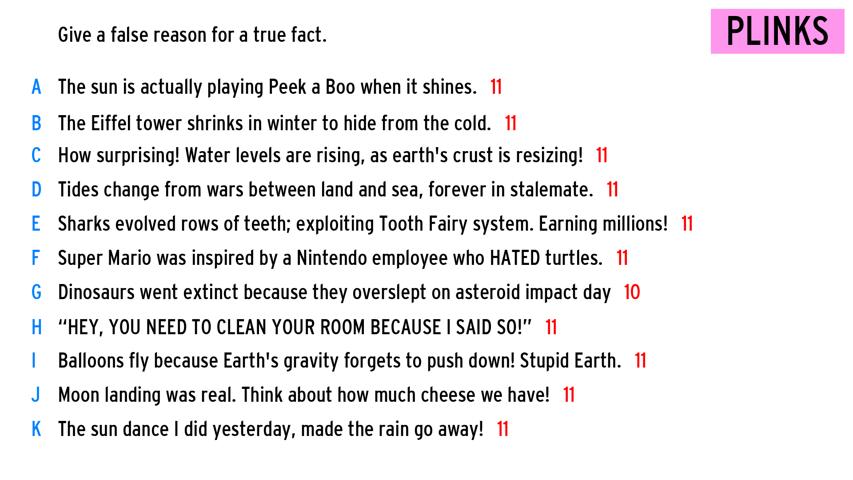 Give a false reason for a true fact.
PLINKS
A The sun is actually playing Peek a Boo when it shines. 11
B The Eiffel tower shrinks in winter to hide from the cold. 11
C How surprising! Water levels are rising, as earth's crust is resizing! 11
D Tides change from wars between land and sea, forever in stalemate. 11
E Sharks evolved rows of teeth; exploiting Tooth Fairy system. Earning millions! 11
F Super Mario was inspired by a Nintendo employee who HATED turtles. 11
G Dinosaurs went extinct because they overslept on asteroid impact day 10
H “HEY, YOU NEED TO CLEAN YOUR ROOM BECAUSE I SAID SO!” 11
I Balloons fly because Earth's gravity forgets to push down! Stupid Earth. 11
J Moon landing was real. Think about how much cheese we have! 11
K The sun dance I did yesterday, made the rain go away! 11